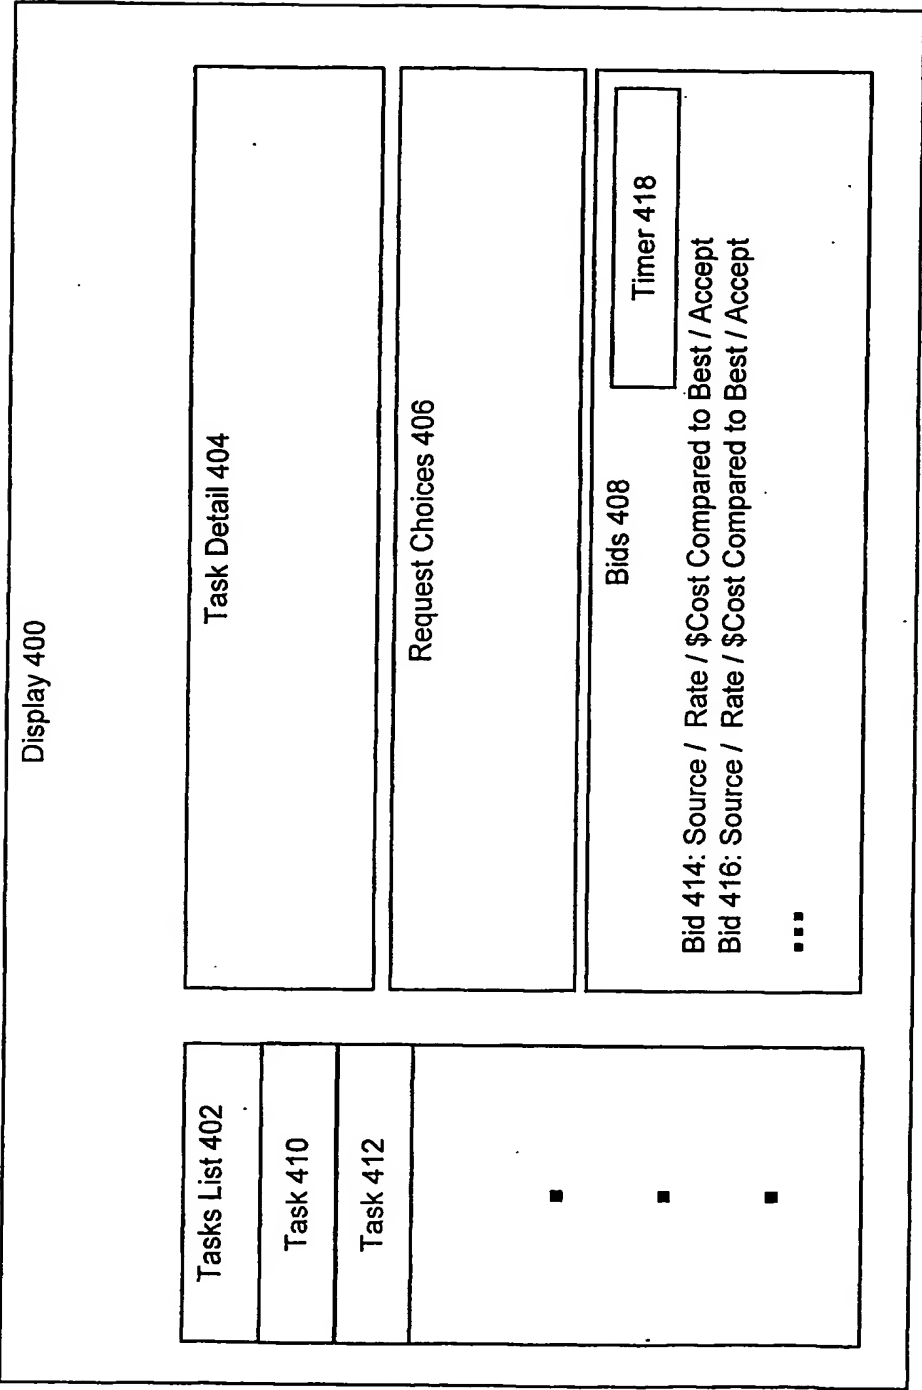 Display 400
Tasks List 402
Task 410
Task 412
Task Detail 404
Request Choices 406
Bids 408
Timer 418
Bid 414: Source / Rate / $Cost Compared to Best / Accept
Bid 416: Source / Rate / $Cost Compared to Best / Accept